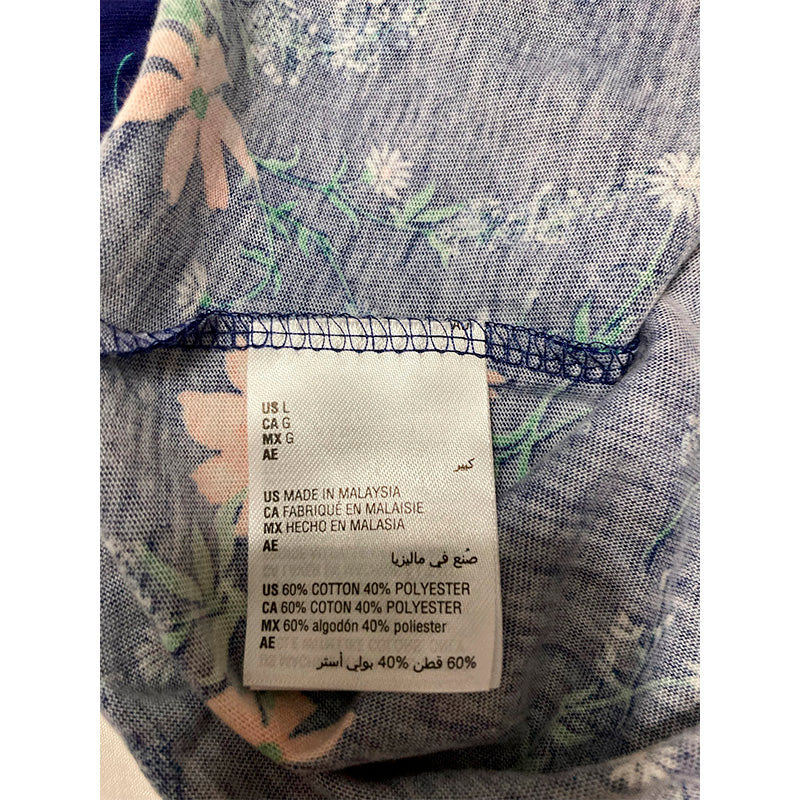 US L
CA G
MX G
AE
كبير
US MADE IN MALAYSIA
CA FABRIQUÉ EN MALAISIE
MX HECHO EN MALASIA
AE
صُنع في ماليزيا
US 60% COTTON 40% POLYESTER
CA 60% COTON 40% POLYESTER
MX 60% algodón 40% poliester
AE
60% قطن 40% بولي أستر